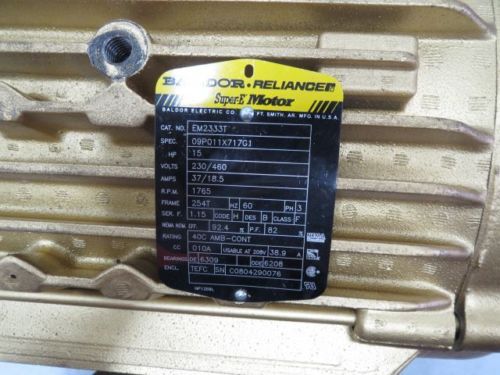 BALDOR·RELIANCE
Super-E Motor
BALDOR ELECTRIC CO. FT. SMITH, AR. MFG. IN U.S.A.
CAT. NO. EM2333T
SPEC. 09P011X717G1
HP 15
VOLTS 230/460
AMPS 37/18.5
R.P.M. 1765
FRAME 254T HZ 60 PH 3
SER. F. 1.15 CODE H DES B CLASS F
NEMA NOM. EFF. 92.4 % P.F. 82 %
RATING 40C AMB-CONT
CC 010A USABLE AT 208V 38.9 A
BEARINGS DE 6309 ODE 6208
ENCL. TEFC SN C0804290076